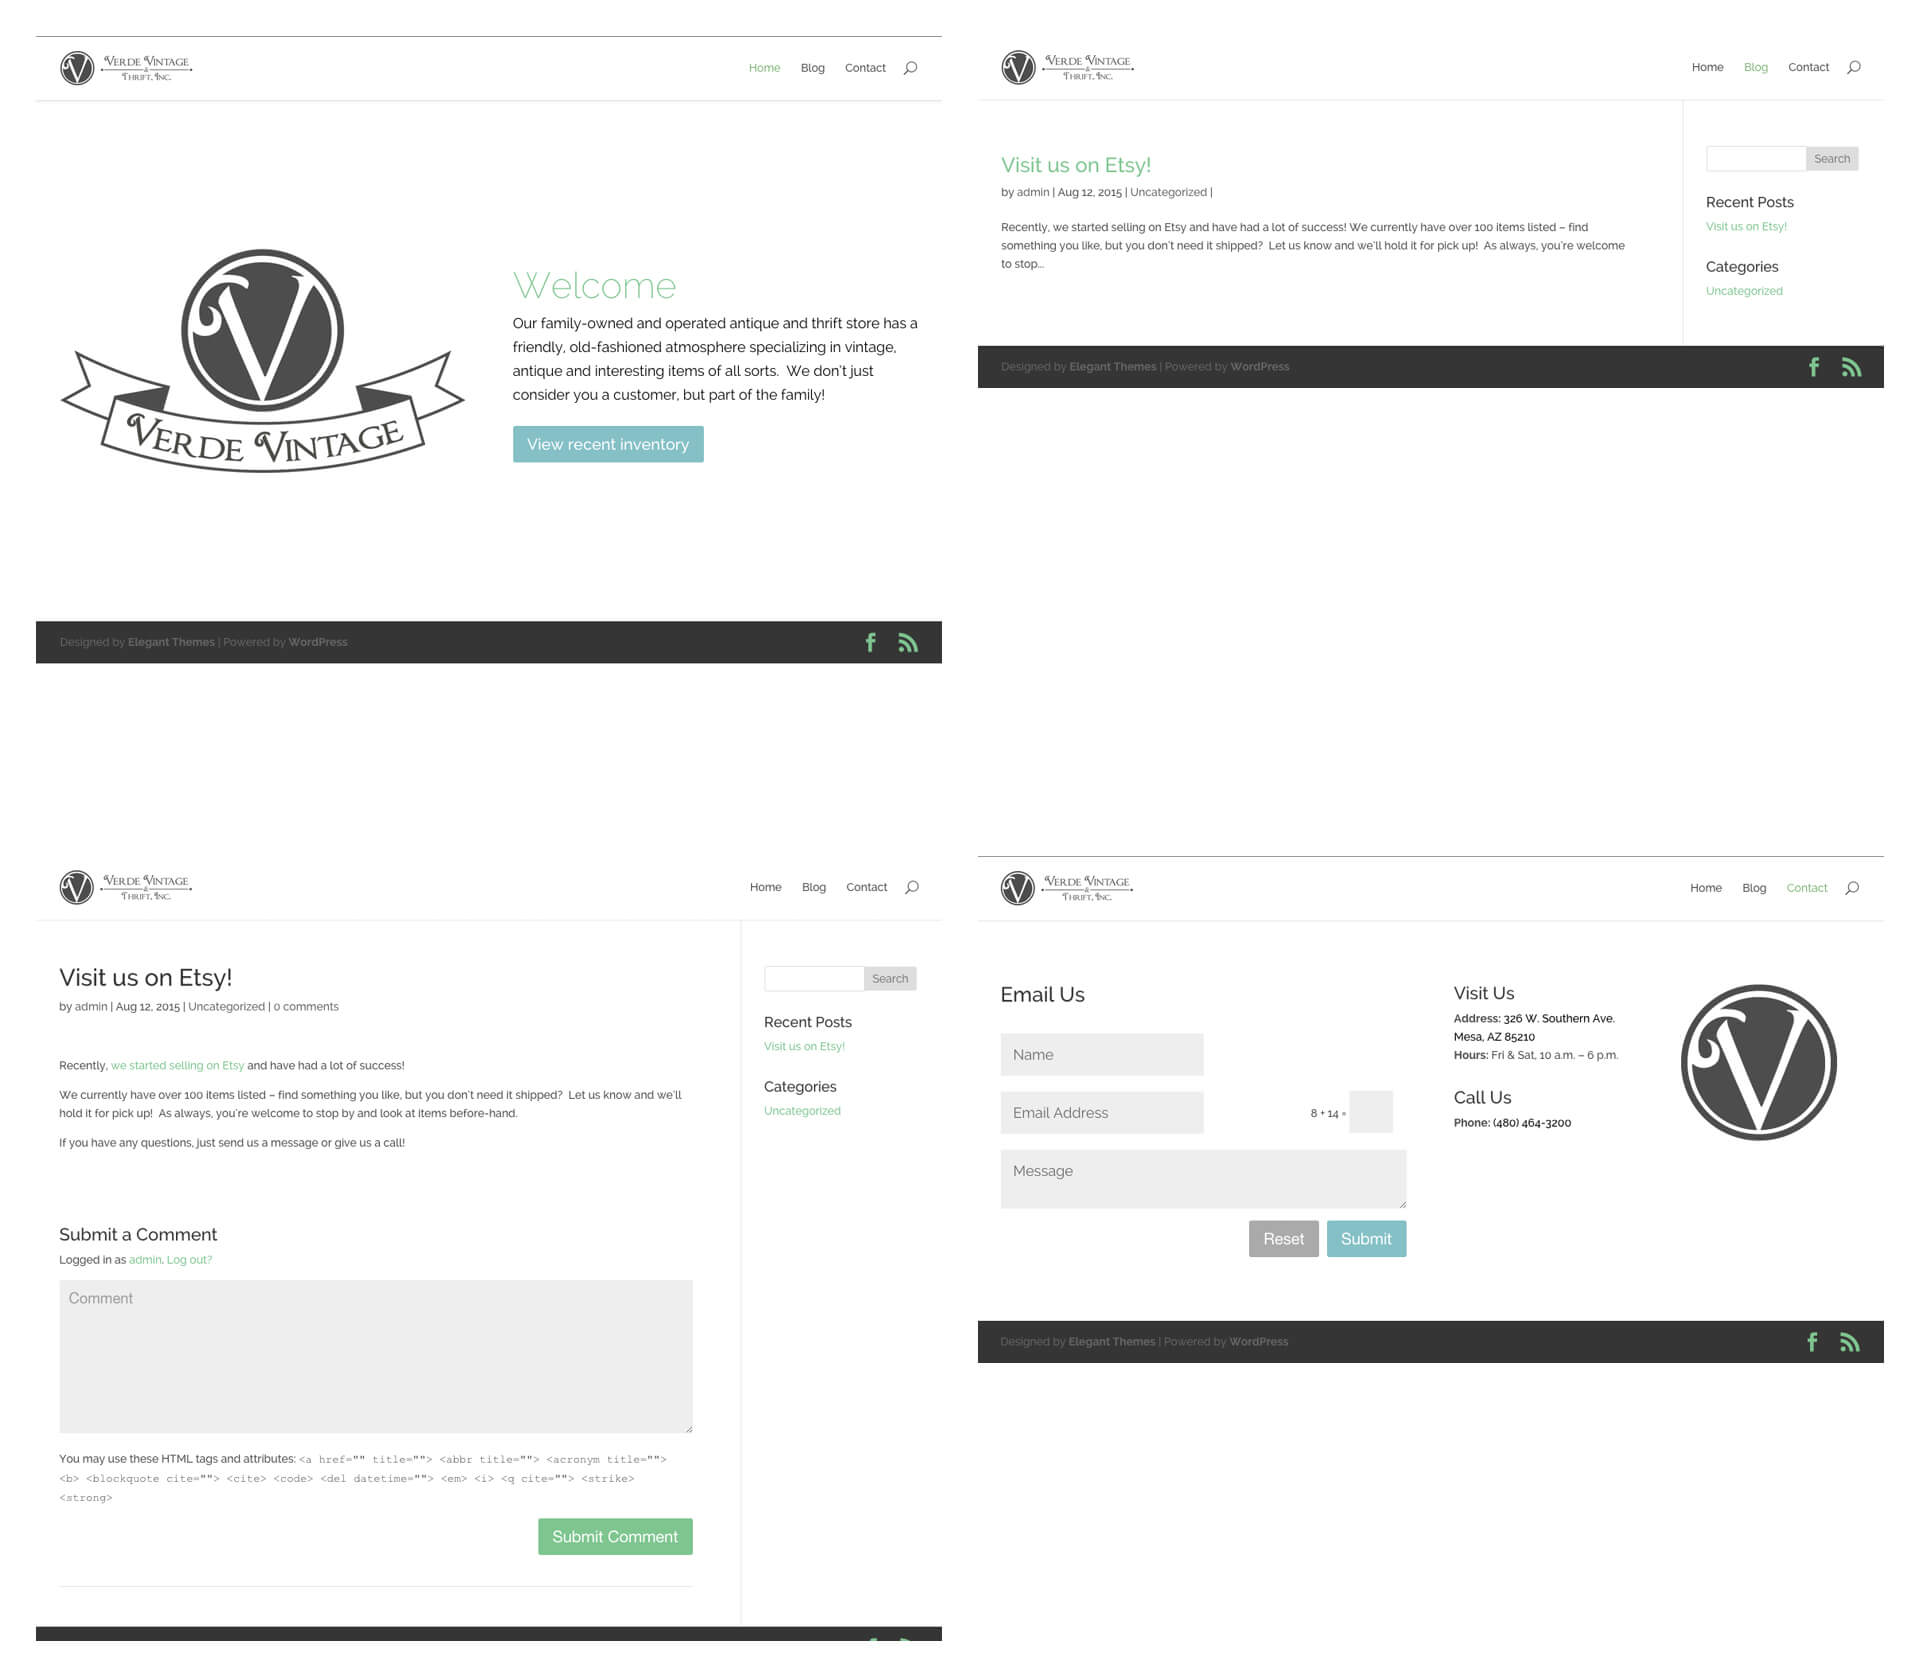 VERDE VINTAGE
&
THRIFT, INC.
Home Blog Contact
VERDE VINTAGE
Welcome
Our family-owned and operated antique and thrift store has a
friendly, old-fashioned atmosphere specializing in vintage,
antique and interesting items of all sorts.  We don't just
consider you a customer, but part of the family!
View recent inventory
Designed by Elegant Themes | Powered by WordPress
VERDE VINTAGE
&
THRIFT, INC.
Home Blog Contact
Visit us on Etsy!
by admin | Aug 12, 2015 | Uncategorized |
Recently, we started selling on Etsy and have had a lot of success! We currently have over 100 items listed – find
something you like, but you don't need it shipped?  Let us know and we'll hold it for pick up!  As always, you're welcome
to stop...
Search
Recent Posts
Visit us on Etsy!
Categories
Uncategorized
Designed by Elegant Themes | Powered by WordPress
VERDE VINTAGE
&
THRIFT, INC.
Home Blog Contact
Visit us on Etsy!
by admin | Aug 12, 2015 | Uncategorized | 0 comments
Recently, we started selling on Etsy and have had a lot of success!
We currently have over 100 items listed – find something you like, but you don't need it shipped?  Let us know and we'll
hold it for pick up!  As always, you're welcome to stop by and look at items before-hand.
If you have any questions, just send us a message or give us a call!
Submit a Comment
Logged in as admin. Log out?
Comment
You may use these HTML tags and attributes: <a href="" title=""> <abbr title=""> <acronym title="">
<b> <blockquote cite=""> <cite> <code> <del datetime=""> <em> <i> <q cite=""> <strike>
<strong>
Submit Comment
Search
Recent Posts
Visit us on Etsy!
Categories
Uncategorized
VERDE VINTAGE
&
THRIFT, INC.
Home Blog Contact
Email Us
Name
Email Address
8 + 14 =
Message
Reset Submit
Visit Us
Address: 326 W. Southern Ave.
Mesa, AZ 85210
Hours: Fri & Sat, 10 a.m. – 6 p.m.
Call Us
Phone: (480) 464-3200
V
Designed by Elegant Themes | Powered by WordPress